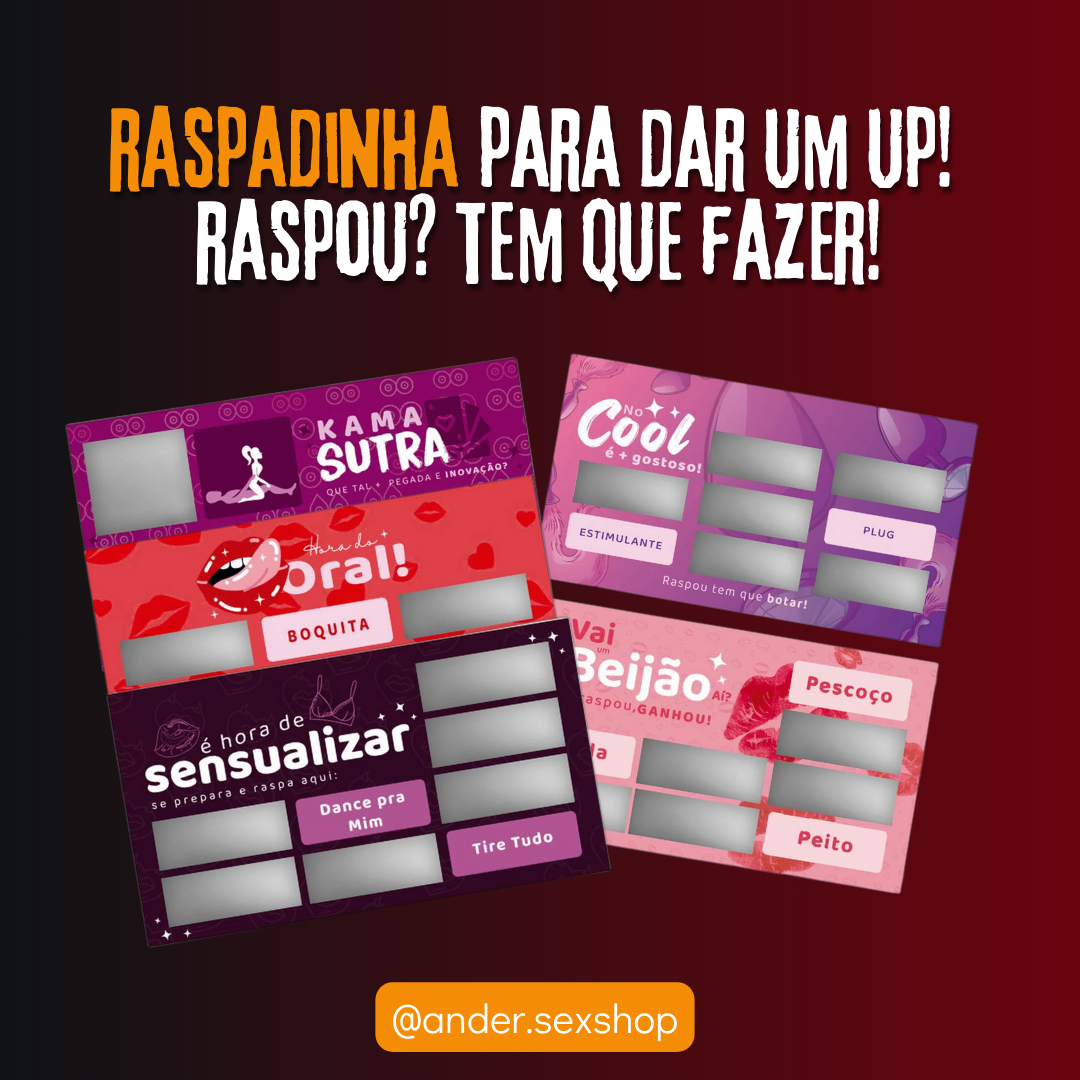 RASPADINHA PARA DAR UM UP!
RASPOU? TEM QUE FAZER!
KAMA
SUTRA
QUE TAL + PEGADA E INOVAÇÃO?
Hora do
Oral!
BOQUITA
é hora de
sensualizar
se prepara e raspa aqui:
Dance pra
Mim
Tire Tudo
No
Cool
é + gostoso!
ESTIMULANTE
PLUG
Raspou tem que botar!
Vai
um
Beijão
Aí?
raspou, GANHOU!
Pescoço
Peito
@ander.sexshop